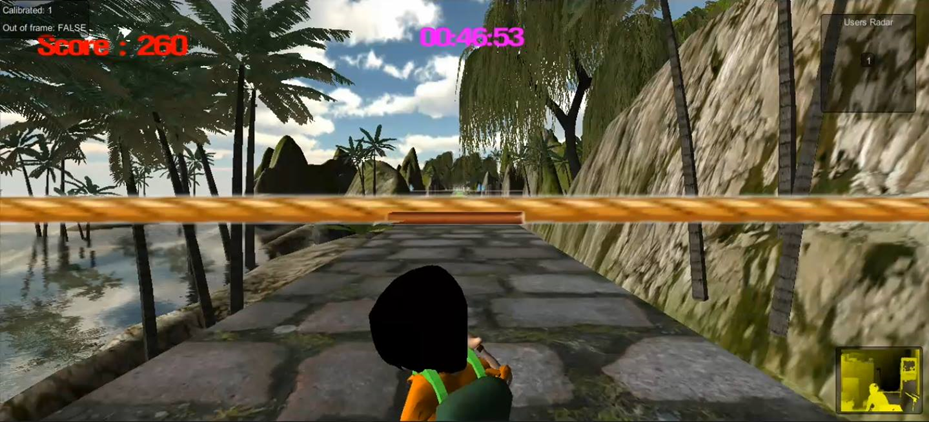 Calibrated: 1
Out of frame: FALSE
Score : 260
00:46:53
Users Radar
1